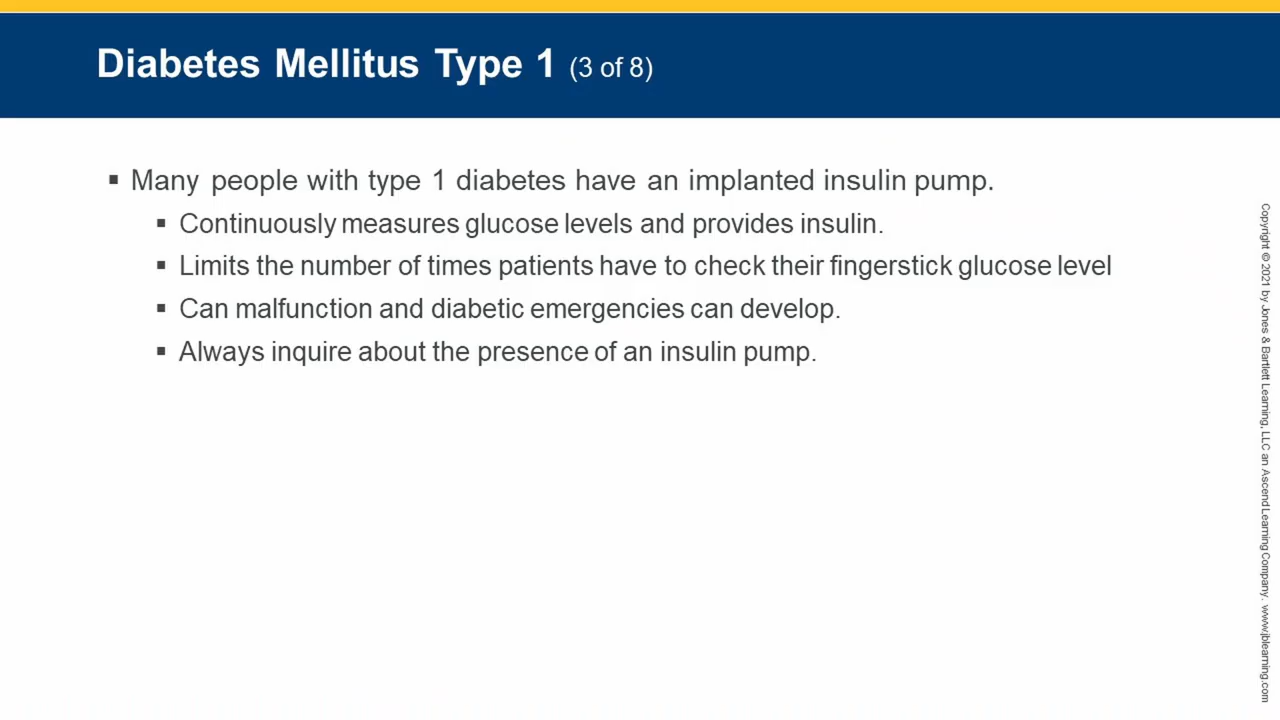 Diabetes Mellitus Type 1 (3 of 8)
▪ Many people with type 1 diabetes have an implanted insulin pump.
▪ Continuously measures glucose levels and provides insulin.
▪ Limits the number of times patients have to check their fingerstick glucose level
▪ Can malfunction and diabetic emergencies can develop.
▪ Always inquire about the presence of an insulin pump.
Copyright © 2021 by Jones & Bartlett Learning, LLC an Ascend Learning Company. www.jblearning.com